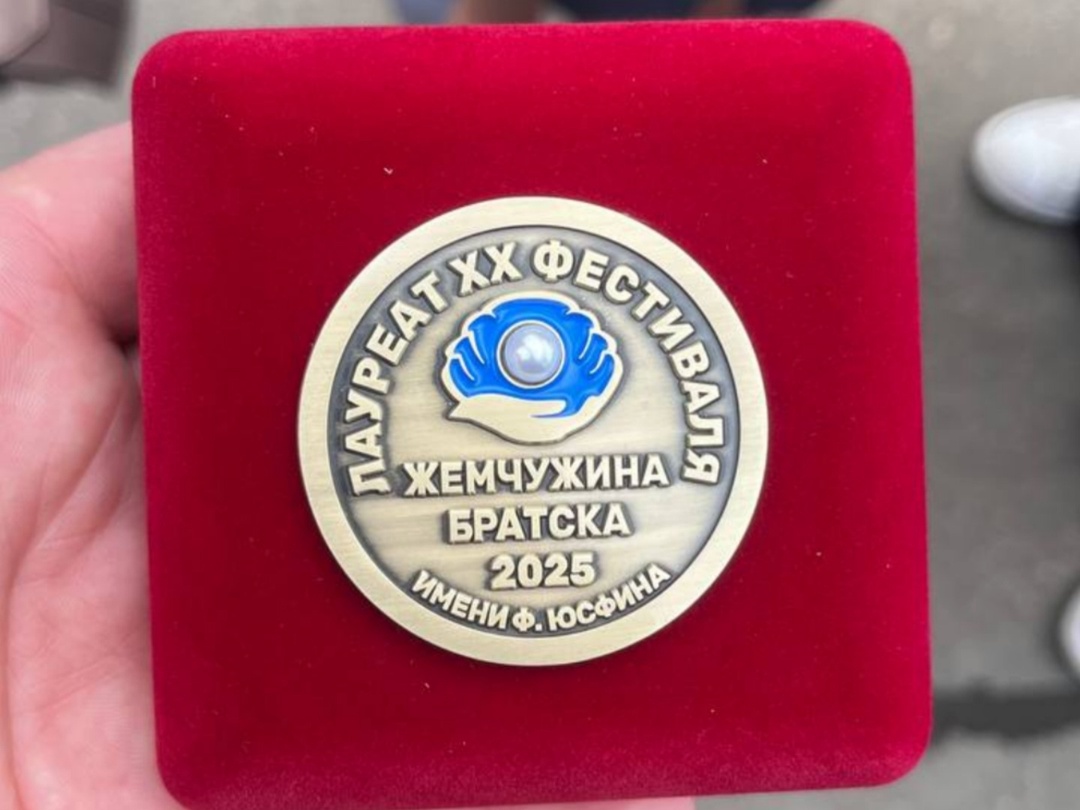 ЛАУРЕАТ XX ФЕСТИВАЛЯ
ЖЕМЧУЖИНА
БРАТСКА
2025
ИМЕНИ Ф. ЮСФИНА